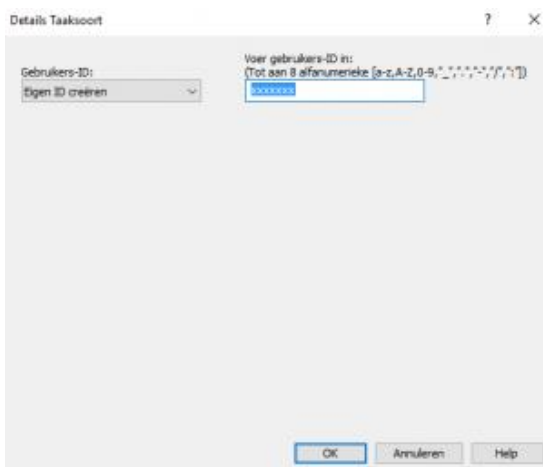 Details Taaksoort
? ×
Voer gebruikers-ID in:
Gebruikers-ID:
(Tot aan 8 alfanumerieke [a-z,A-Z,0-9,"_",".","-","/",":"])
Eigen ID creëren
xxxxxxxx
OK
Annuleren
Help